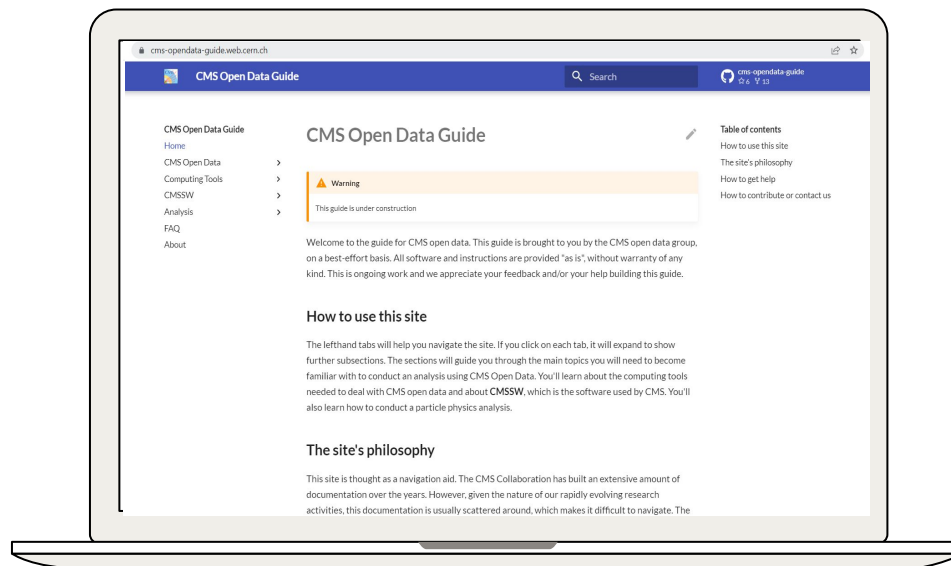 cms-opendata-guide.web.cern.ch
CMS Open Data Guide
Search
cms-opendata-guide
6 13
CMS Open Data Guide
Home
CMS Open Data
Computing Tools
CMSSW
Analysis
FAQ
About
CMS Open Data Guide
Warning
This guide is under construction
Welcome to the guide for CMS open data. This guide is brought to you by the CMS open data group,
on a best-effort basis. All software and instructions are provided "as is", without warranty of any
kind. This is ongoing work and we appreciate your feedback and/or your help building this guide.
How to use this site
The lefthand tabs will help you navigate the site. If you click on each tab, it will expand to show
further subsections. The sections will guide you through the main topics you will need to become
familiar with to conduct an analysis using CMS Open Data. You'll learn about the computing tools
needed to deal with CMS open data and about CMSSW, which is the software used by CMS. You'll
also learn how to conduct a particle physics analysis.
The site's philosophy
This site is thought as a navigation aid. The CMS Collaboration has built an extensive amount of
documentation over the years. However, given the nature of our rapidly evolving research
activities, this documentation is usually scattered around, which makes it difficult to navigate. The
Table of contents
How to use this site
The site's philosophy
How to get help
How to contribute or contact us